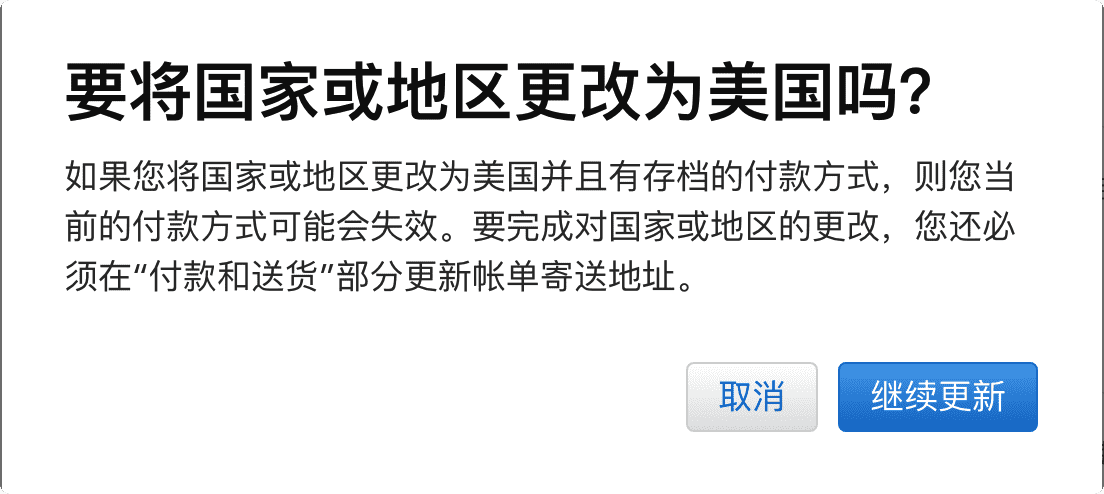 要将国家或地区更改为美国吗？
如果您将国家或地区更改为美国并且有存档的付款方式，则您当
前的付款方式可能会失效。要完成对国家或地区的更改，您还必
须在“付款和送货”部分更新帐单寄送地址。
取消
继续更新